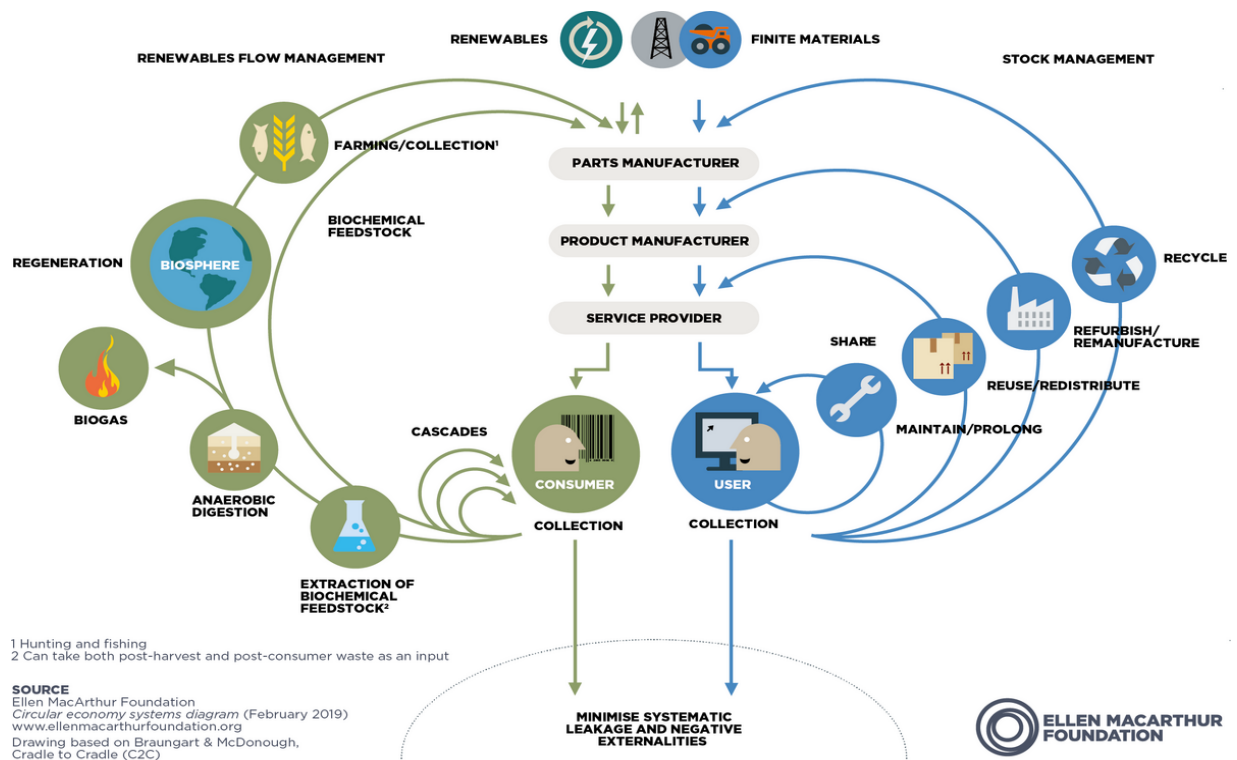 RENEWABLES
FINITE MATERIALS
RENEWABLES FLOW MANAGEMENT
STOCK MANAGEMENT
FARMING/COLLECTION¹
PARTS MANUFACTURER
BIOCHEMICAL
FEEDSTOCK
PRODUCT MANUFACTURER
REGENERATION
BIOSPHERE
RECYCLE
SERVICE PROVIDER
SHARE
REFURBISH/
REMANUFACTURE
REUSE/REDISTRIBUTE
BIOGAS
CASCADES
MAINTAIN/PROLONG
CONSUMER
USER
ANAEROBIC
DIGESTION
COLLECTION
COLLECTION
EXTRACTION OF
BIOCHEMICAL
FEEDSTOCK²
1 Hunting and fishing
2 Can take both post-harvest and post-consumer waste as an input
SOURCE
Ellen MacArthur Foundation
Circular economy systems diagram (February 2019)
www.ellenmacarthurfoundation.org
Drawing based on Braungart & McDonough,
Cradle to Cradle (C2C)
MINIMISE SYSTEMATIC
LEAKAGE AND NEGATIVE
EXTERNALITIES
ELLEN MACARTHUR
FOUNDATION